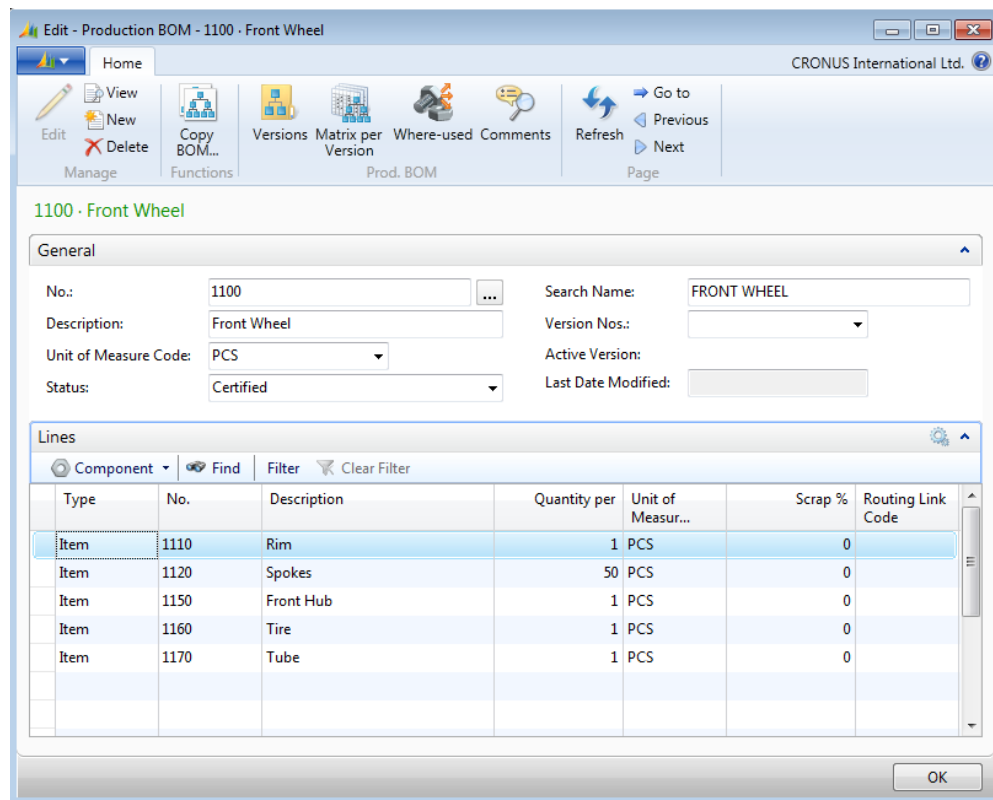 Edit - Production BOM - 1100 · Front Wheel
Home
CRONUS International Ltd.
Edit
View
New
Delete
Manage
Copy BOM...
Functions
Versions
Matrix per Version
Where-used
Comments
Prod. BOM
Refresh
Go to
Previous
Next
Page
1100 · Front Wheel
General
No.: 1100 ...
Search Name: FRONT WHEEL
Description: Front Wheel
Version Nos.:
Unit of Measure Code: PCS
Active Version:
Status: Certified
Last Date Modified:
Lines
Component Find Filter Clear Filter
Type No. Description Quantity per Unit of Measur... Scrap % Routing Link Code
Item 1110 Rim 1 PCS 0
Item 1120 Spokes 50 PCS 0
Item 1150 Front Hub 1 PCS 0
Item 1160 Tire 1 PCS 0
Item 1170 Tube 1 PCS 0
OK